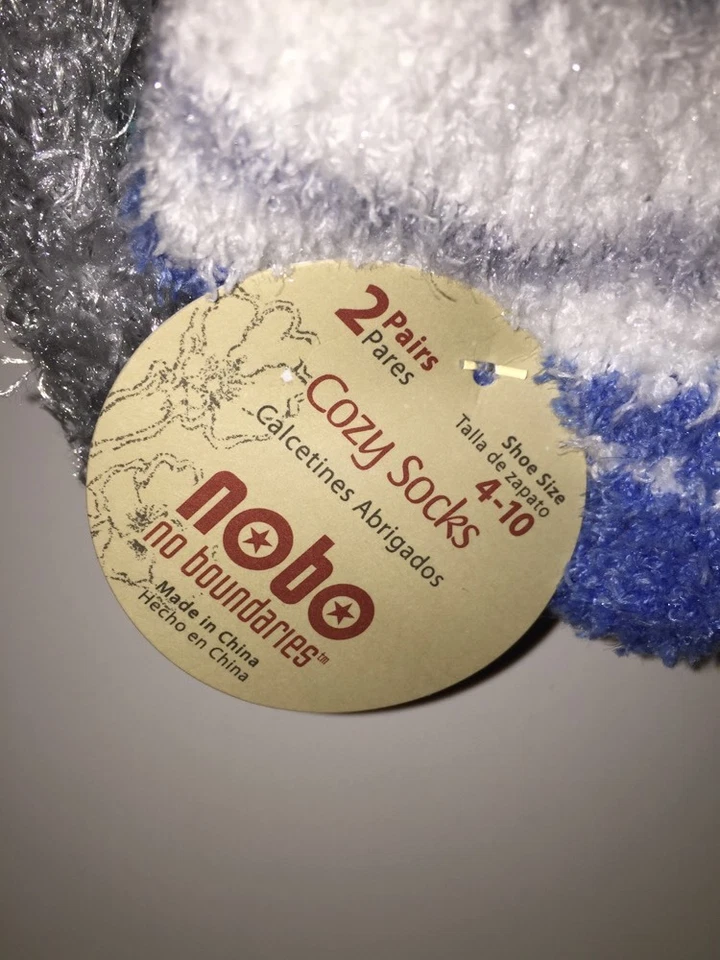 2 Pairs
Pares
Cozy Socks
Calcetines Abrigados
Shoe Size
Talla de zapato
4-10
nobo
no boundaries™
Made in China
Hecho en China